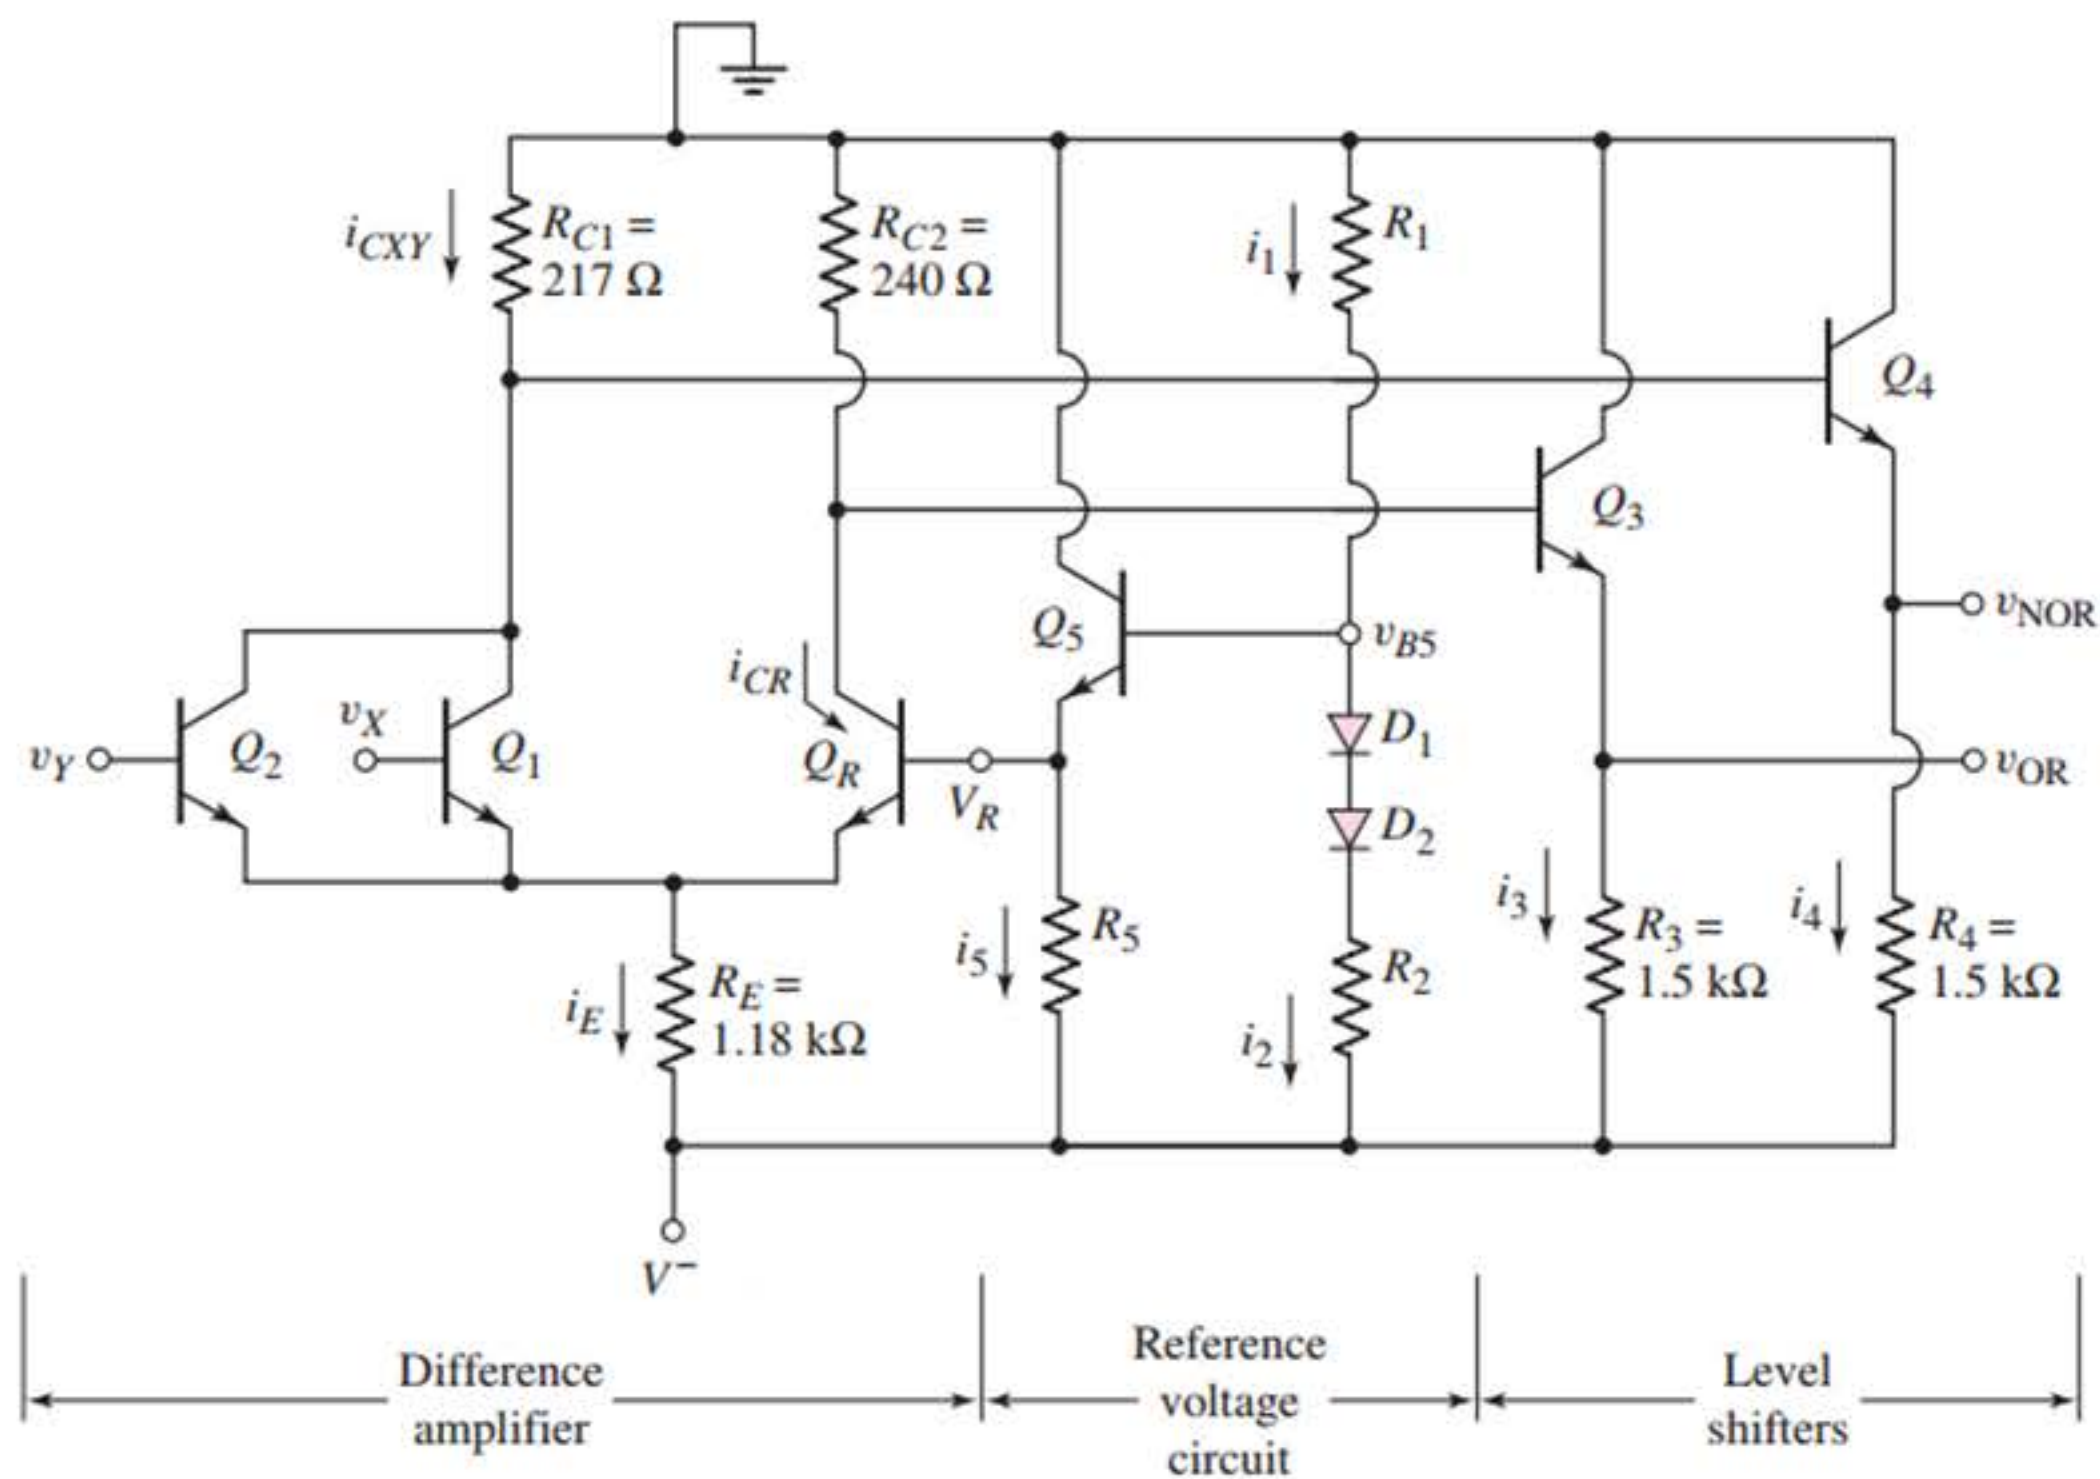 i_CXY
R_C1 =
217 Ω
R_C2 =
240 Ω
i_1
R_1
Q_4
Q_3
v_NOR
Q_5
v_B5
i_CR
v_X
v_Y
Q_2
Q_1
Q_R
V_R
D_1
D_2
v_OR
i_5
R_5
R_2
i_2
i_3
R_3 =
1.5 kΩ
i_4
R_4 =
1.5 kΩ
i_E
R_E =
1.18 kΩ
V⁻
Difference
amplifier
Reference
voltage
circuit
Level
shifters